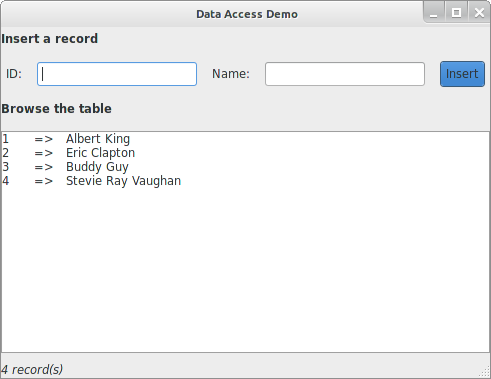 Data Access Demo
Insert a record
ID: Name: Insert
Browse the table
1 => Albert King
2 => Eric Clapton
3 => Buddy Guy
4 => Stevie Ray Vaughan
4 record(s)